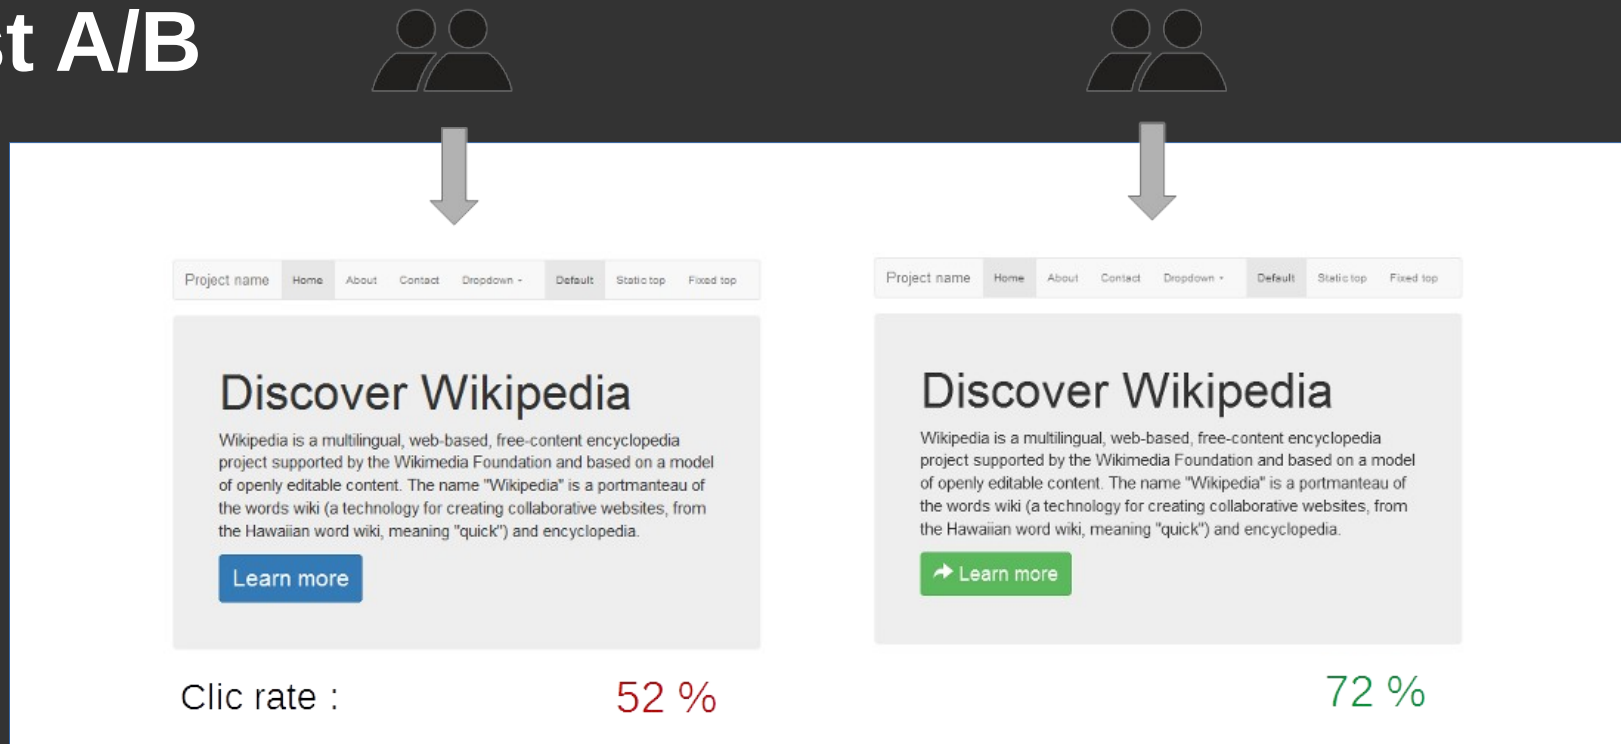 st A/B
Project name Home About Contact Dropdown Default Static top Fixed top
Discover Wikipedia
Wikipedia is a multilingual, web-based, free-content encyclopedia
project supported by the Wikimedia Foundation and based on a model
of openly editable content. The name "Wikipedia" is a portmanteau of
the words wiki (a technology for creating collaborative websites, from
the Hawaiian word wiki, meaning "quick") and encyclopedia.
Learn more
Clic rate : 52 %
Project name Home About Contact Dropdown Default Static top Fixed top
Discover Wikipedia
Wikipedia is a multilingual, web-based, free-content encyclopedia
project supported by the Wikimedia Foundation and based on a model
of openly editable content. The name "Wikipedia" is a portmanteau of
the words wiki (a technology for creating collaborative websites, from
the Hawaiian word wiki, meaning "quick") and encyclopedia.
Learn more
72 %